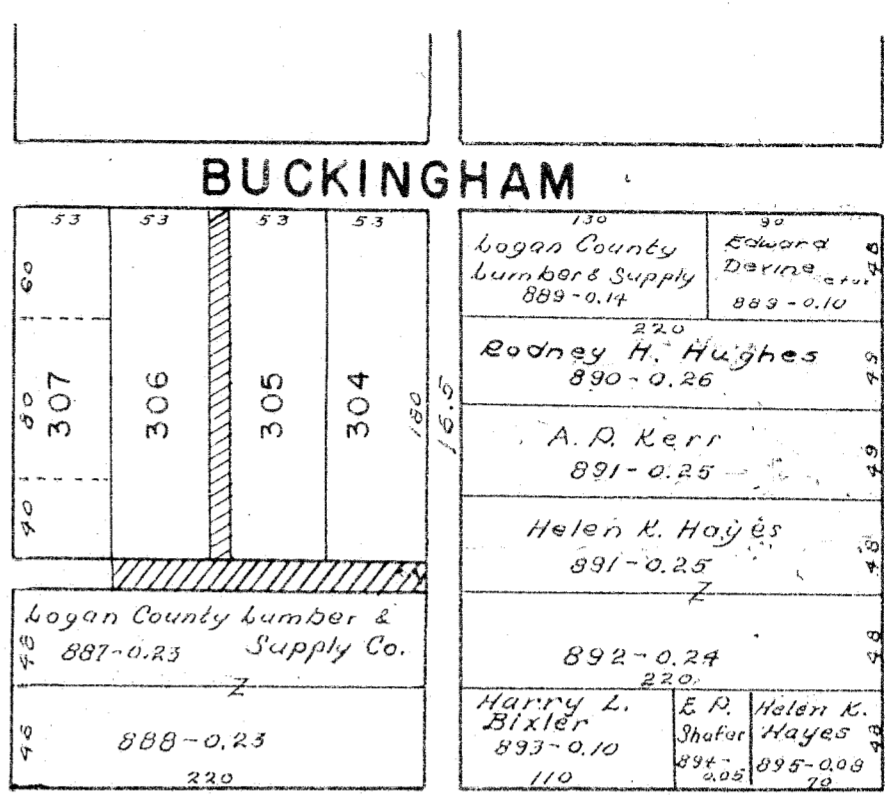 BUCKINGHAM
53 53 53 53
60
80
40
307
306
305
304
180
16.5
130
Logan County
Lumber & Supply
889-0.14
90
Edward
Devine
889-0.10
48
220
Rodney H. Hughes
890-0.26
49
A. P. Kerr
891-0.25
49
Helen K. Hayes
891-0.25
48
Z
892-0.24
220
48
Logan County Lumber &
Supply Co.
887-0.23
48
Z
888-0.23
48
220
Harry L.
Bixler
893-0.10
110
E. P.
Shafer
894-
0.05
Helen K.
Hayes
895-0.08
70
48